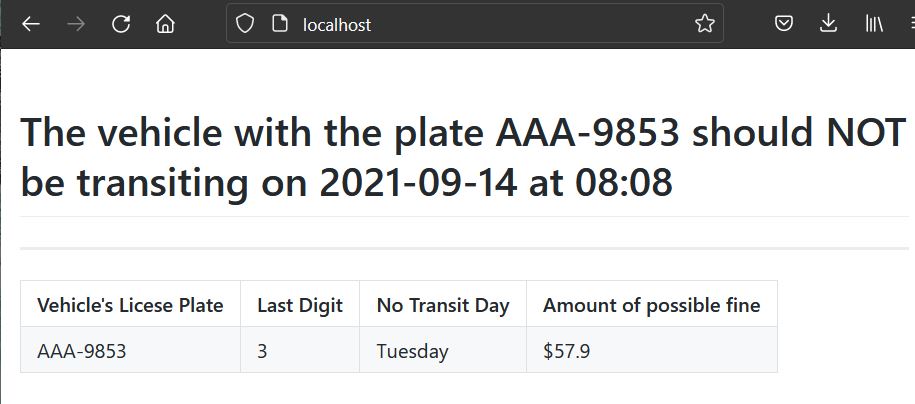 localhost
The vehicle with the plate AAA-9853 should NOT
be transiting on 2021-09-14 at 08:08
Vehicle's Licese Plate Last Digit No Transit Day Amount of possible fine
AAA-9853 3 Tuesday $57.9